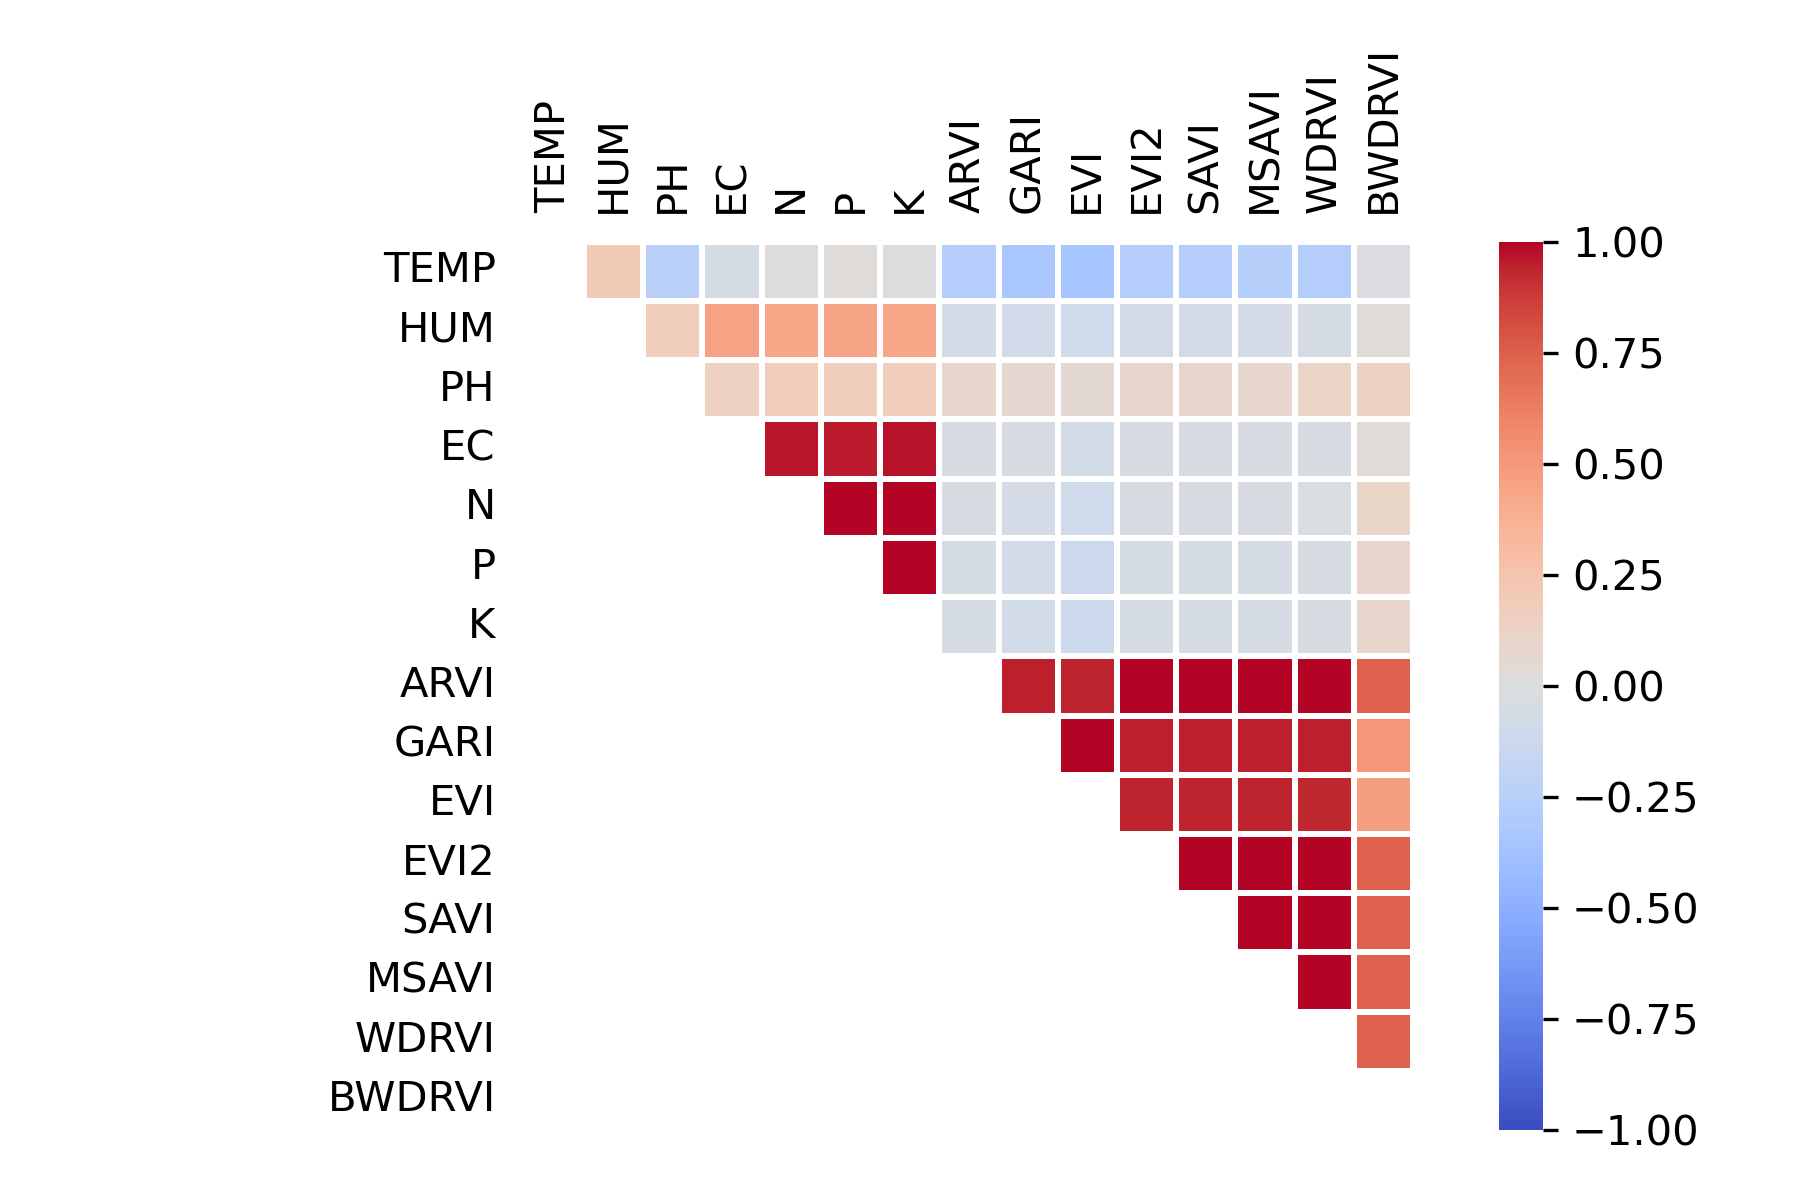 TEMP
HUM
PH
EC
N
P
K
ARVI
GARI
EVI
EVI2
SAVI
MSAVI
WDRVI
BWDRVI
TEMP
HUM
PH
EC
N
P
K
ARVI
GARI
EVI
EVI2
SAVI
MSAVI
WDRVI
BWDRVI
1.00
0.75
0.50
0.25
0.00
−0.25
−0.50
−0.75
−1.00